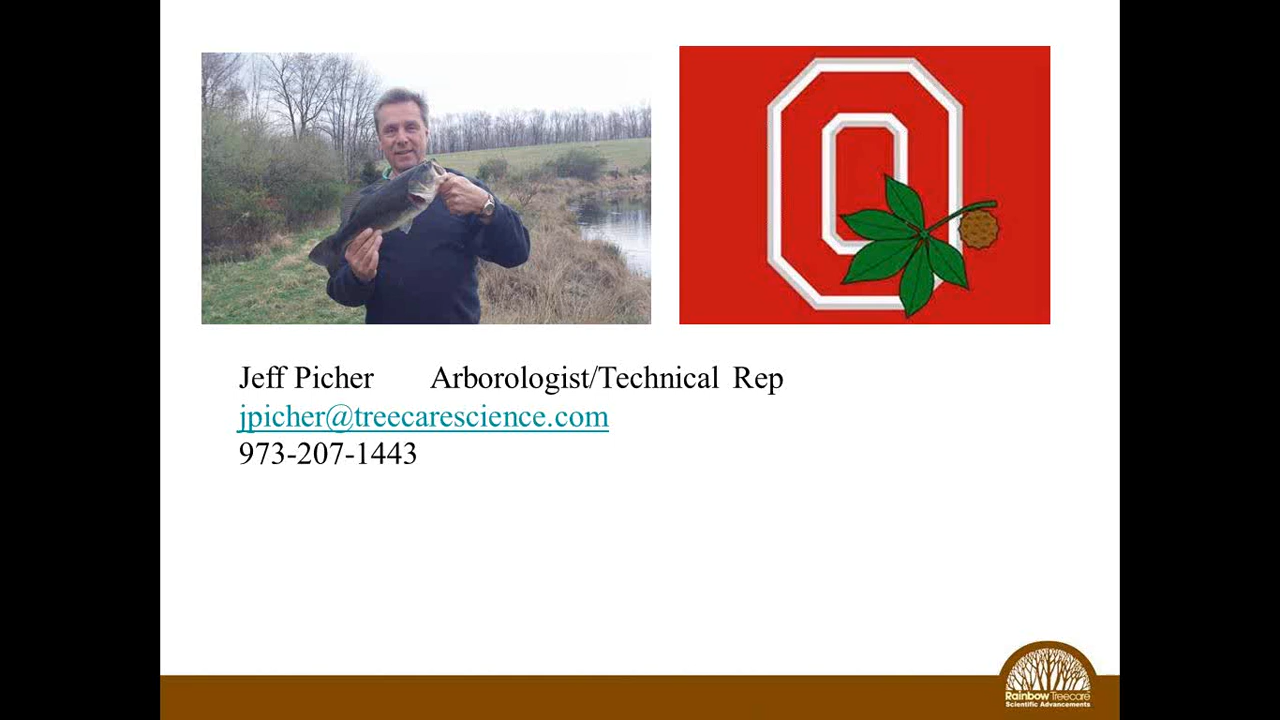 Jeff Picher Arborologist/Technical Rep
jpicher@treecarescience.com
973-207-1443
Rainbow Treecare
Scientific Advancements